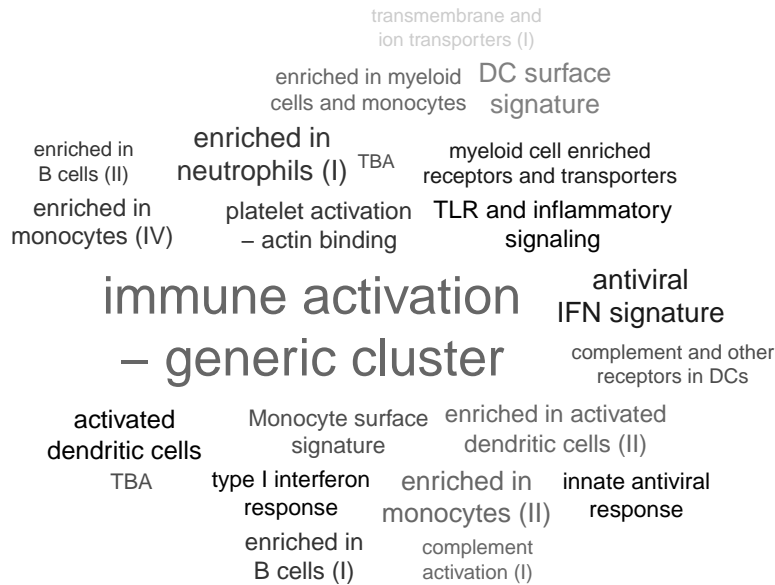 transmembrane and
ion transporters (I)
enriched in myeloid
cells and monocytes
DC surface
signature
enriched in
B cells (II)
enriched in
neutrophils (I)
TBA
myeloid cell enriched
receptors and transporters
enriched in
monocytes (IV)
platelet activation
– actin binding
TLR and inflammatory
signaling
immune activation
– generic cluster
antiviral
IFN signature
complement and other
receptors in DCs
activated
dendritic cells
Monocyte surface
signature
enriched in activated
dendritic cells (II)
TBA
type I interferon
response
enriched in
monocytes (II)
innate antiviral
response
enriched in
B cells (I)
complement
activation (I)